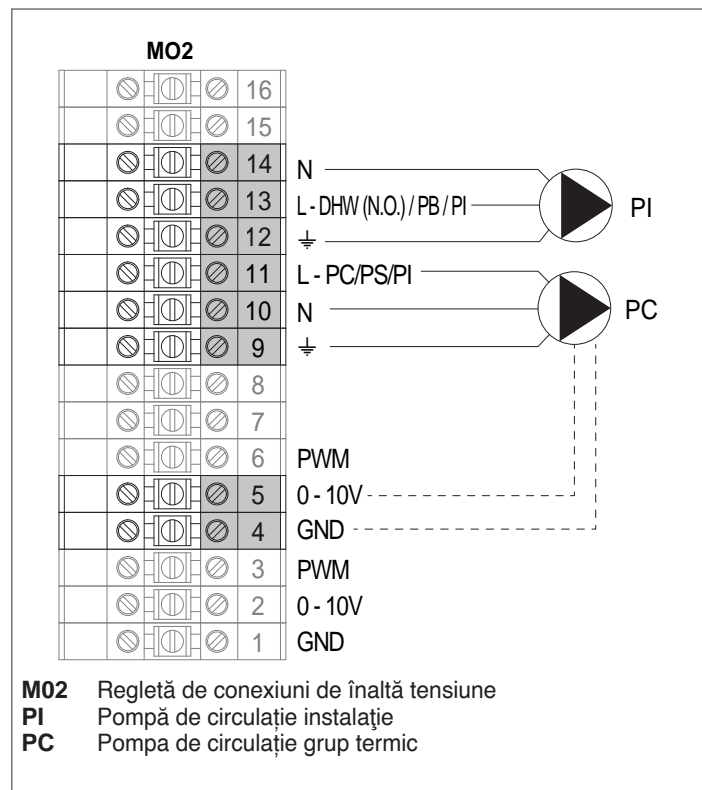 MO2
16
15
14 N
13 L - DHW (N.O.) / PB / PI PI
12
11 L - PC/PS/PI
10 N PC
9
8
7
6 PWM
5 0 - 10V
4 GND
3 PWM
2 0 - 10V
1 GND
M02 Regletă de conexiuni de înaltă tensiune
PI Pompă de circulație instalaţie
PC Pompa de circulație grup termic